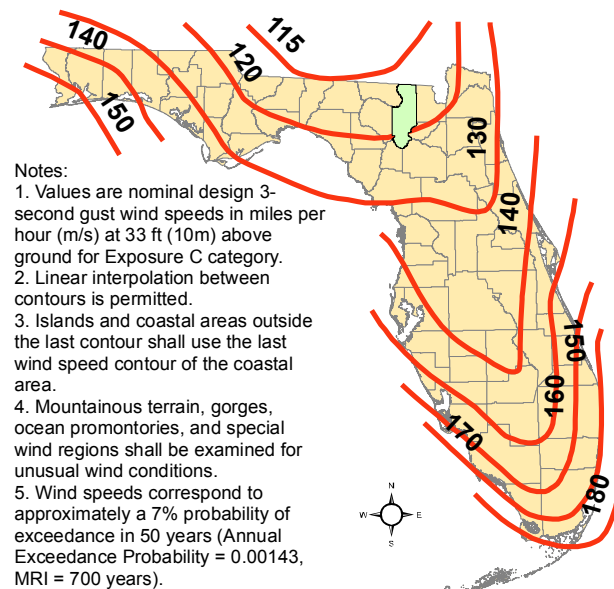 115
140
120
150
130
140
Notes:
1. Values are nominal design 3-
second gust wind speeds in miles per
hour (m/s) at 33 ft (10m) above
ground for Exposure C category.
2. Linear interpolation between
contours is permitted.
3. Islands and coastal areas outside
the last contour shall use the last
wind speed contour of the coastal
area.
4. Mountainous terrain, gorges,
ocean promontories, and special
wind regions shall be examined for
unusual wind conditions.
5. Wind speeds correspond to
approximately a 7% probability of
exceedance in 50 years (Annual
Exceedance Probability = 0.00143,
MRI = 700 years).
150
160
170
180
N
W E
S